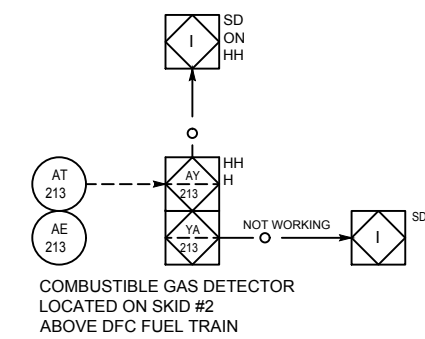 SD
ON
HH
I
HH
H
AT
213
AY
213
AE
213
YA
213
NOT WORKING
I
SD
COMBUSTIBLE GAS DETECTOR
LOCATED ON SKID #2
ABOVE DFC FUEL TRAIN